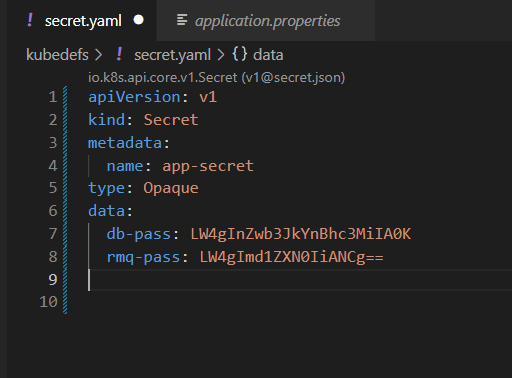 ! secret.yaml ● application.properties
kubedefs > ! secret.yaml > {} data
io.k8s.api.core.v1.Secret (v1@secret.json)
1 apiVersion: v1
2 kind: Secret
3 metadata:
4   name: app-secret
5 type: Opaque
6 data:
7   db-pass: LW4gInZwb3JkYnBhc3MiIA0K
8   rmq-pass: LW4gImd1ZXN0IiANCg==
9
10